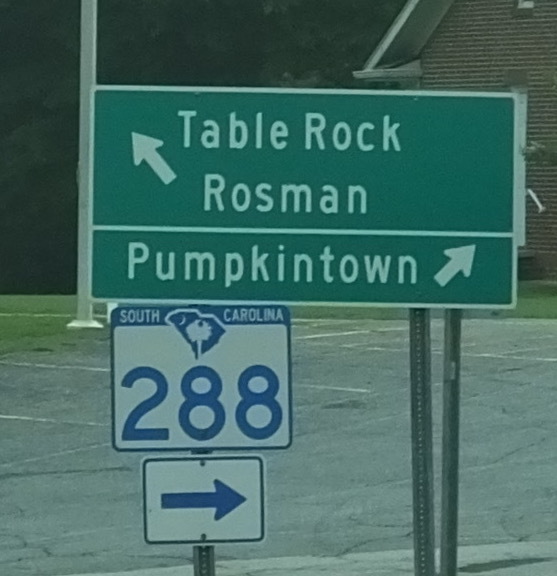 Table Rock
Rosman
Pumpkintown
SOUTH CAROLINA
288